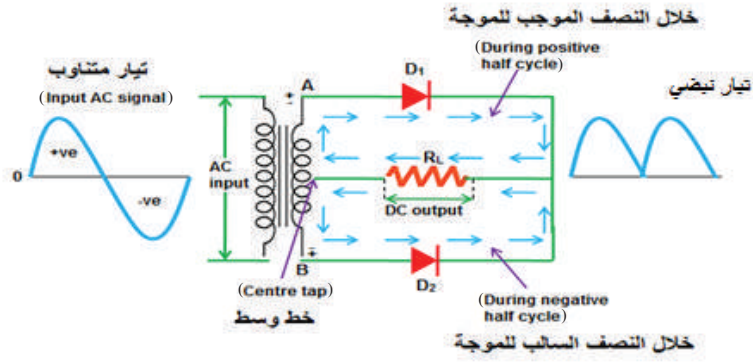 خلال النصف الموجب للموجة
(During positive
half cycle)
تيار متناوب
(Input AC signal)
تيار نبضي
D1
A
±
+ve
0
-ve
AC
input
RL
DC output
B
D2
(Centre tap)
خط وسط
(During negative
half cycle)
خلال النصف السالب للموجة